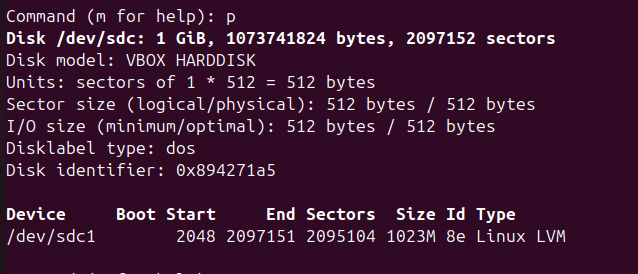 Command (m for help): p
Disk /dev/sdc: 1 GiB, 1073741824 bytes, 2097152 sectors
Disk model: VBOX HARDDISK
Units: sectors of 1 * 512 = 512 bytes
Sector size (logical/physical): 512 bytes / 512 bytes
I/O size (minimum/optimal): 512 bytes / 512 bytes
Disklabel type: dos
Disk identifier: 0x894271a5
Device Boot Start End Sectors Size Id Type
/dev/sdc1 2048 2097151 2095104 1023M 8e Linux LVM